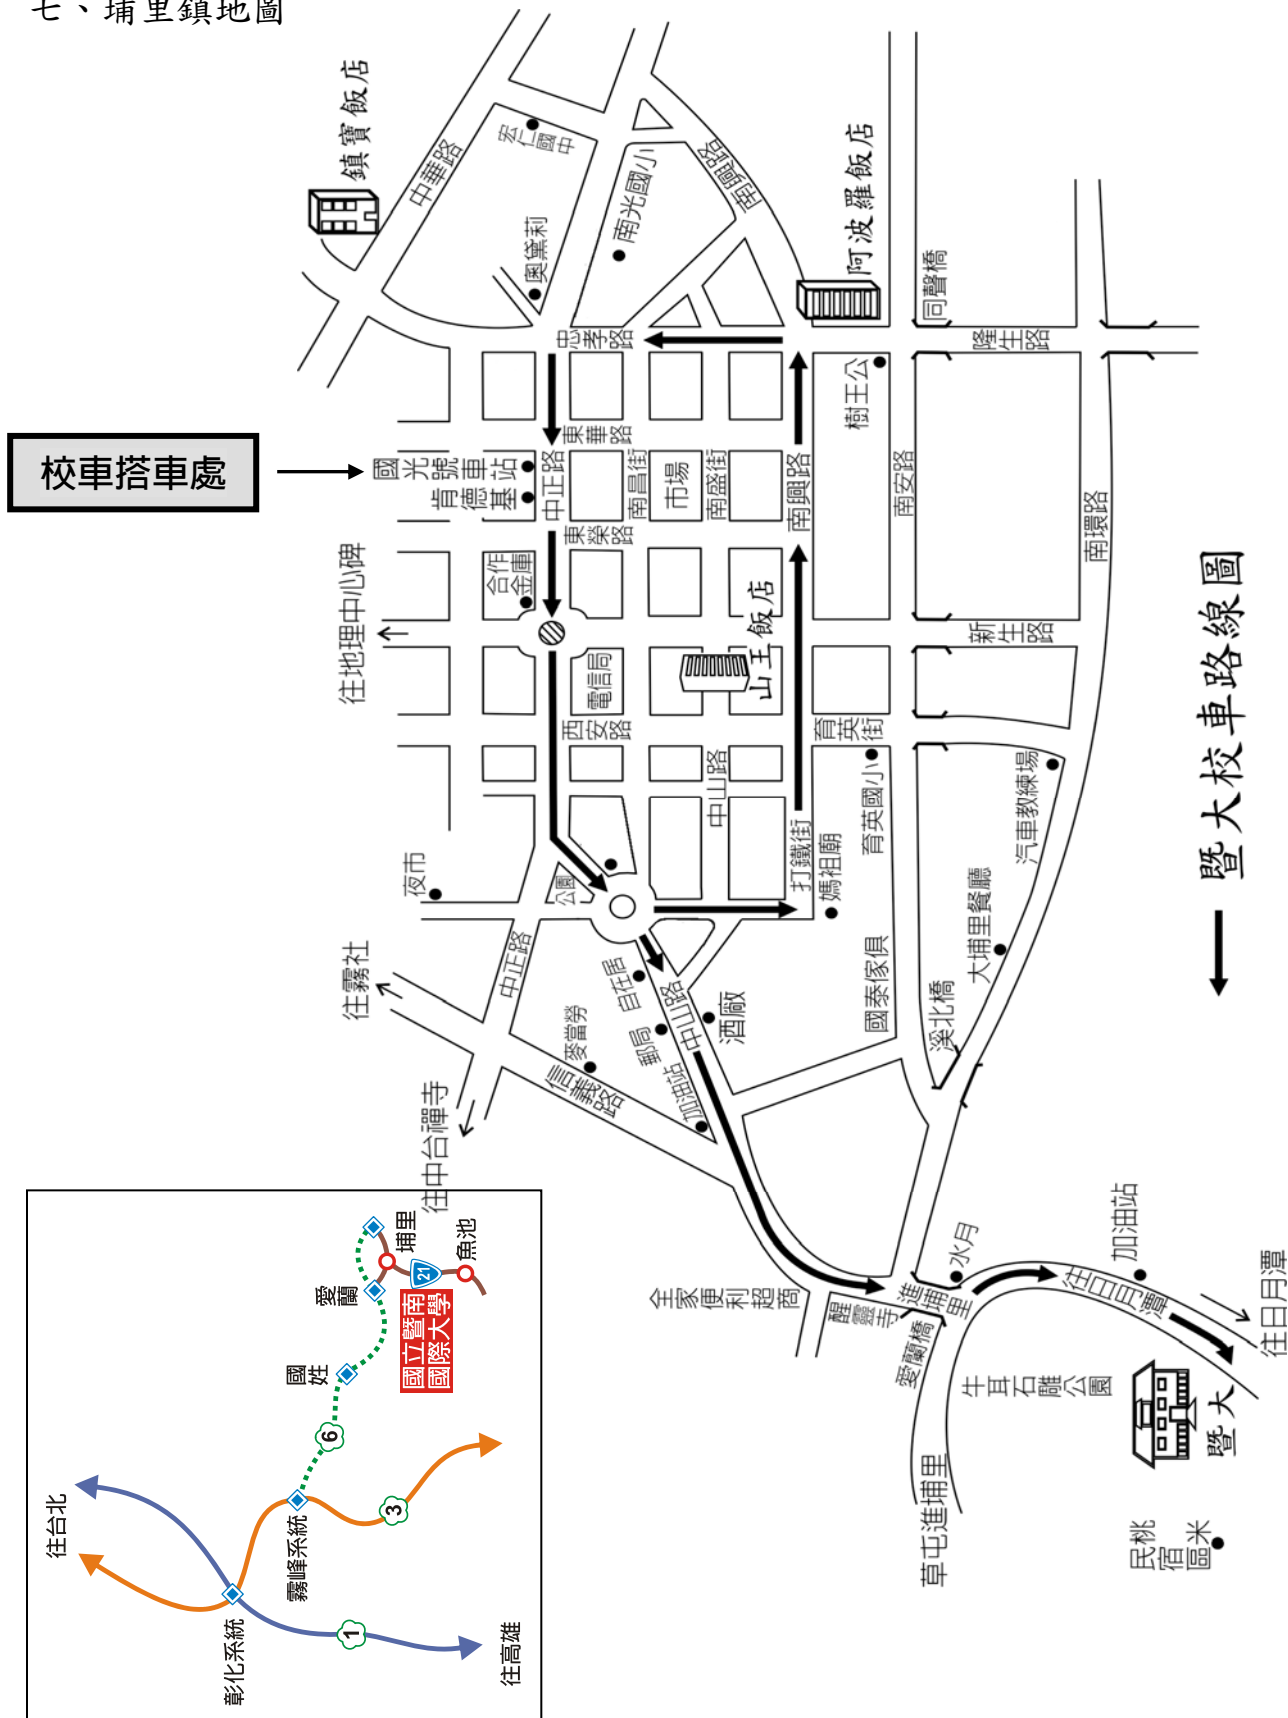 七、埔里鎮地圖
鎮寶飯店
中華路
宏仁國中
奧黛莉
南光國小
南興路
阿波羅飯店
同聲橋
忠孝路
隆生路
樹王公
校車搭車處
國光號車站
肯德基
中正路
東華路
南昌街
市場
南盛街
南興路
南安路
南環路
東榮路
合作金庫
往地理中心碑
電信局
山王飯店
新生路
西安路
中山路
育英街
育英國小
汽車教練場
打鐵街
媽祖廟
夜市
公園
大埔里餐廳
國泰傢俱
溪北橋
往霧社
中正路
自在居
郵局
中山路
酒廠
麥當勞
信義路
加油站
往中台禪寺
暨大校車路線圖
全家便利超商
醒靈寺
進埔里
水月
愛蘭橋
往日月潭
加油站
往日月潭
牛耳石雕公園
暨大
草屯進埔里
桃米
民宿區
埔里
愛蘭
21
魚池
國立暨南
國際大學
國姓
6
霧峰系統
3
往台北
彰化系統
1
往高雄